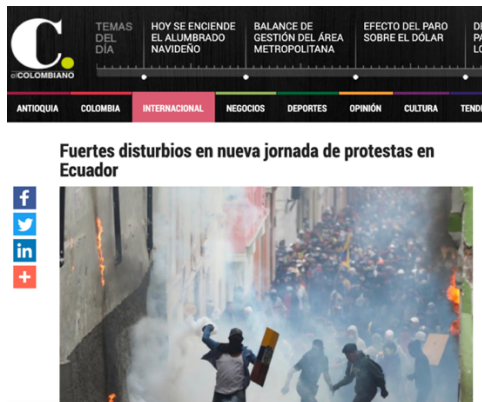 TEMAS
DEL
DÍA
HOY SE ENCIENDE
EL ALUMBRADO
NAVIDEÑO
BALANCE DE
GESTIÓN DEL ÁREA
METROPOLITANA
EFECTO DEL PARO
SOBRE EL DÓLAR
C.
elCOLOMBIANO
ANTIOQUIA COLOMBIA INTERNACIONAL NEGOCIOS DEPORTES OPINIÓN CULTURA TEND
Fuertes disturbios en nueva jornada de protestas en
Ecuador
f
in
+